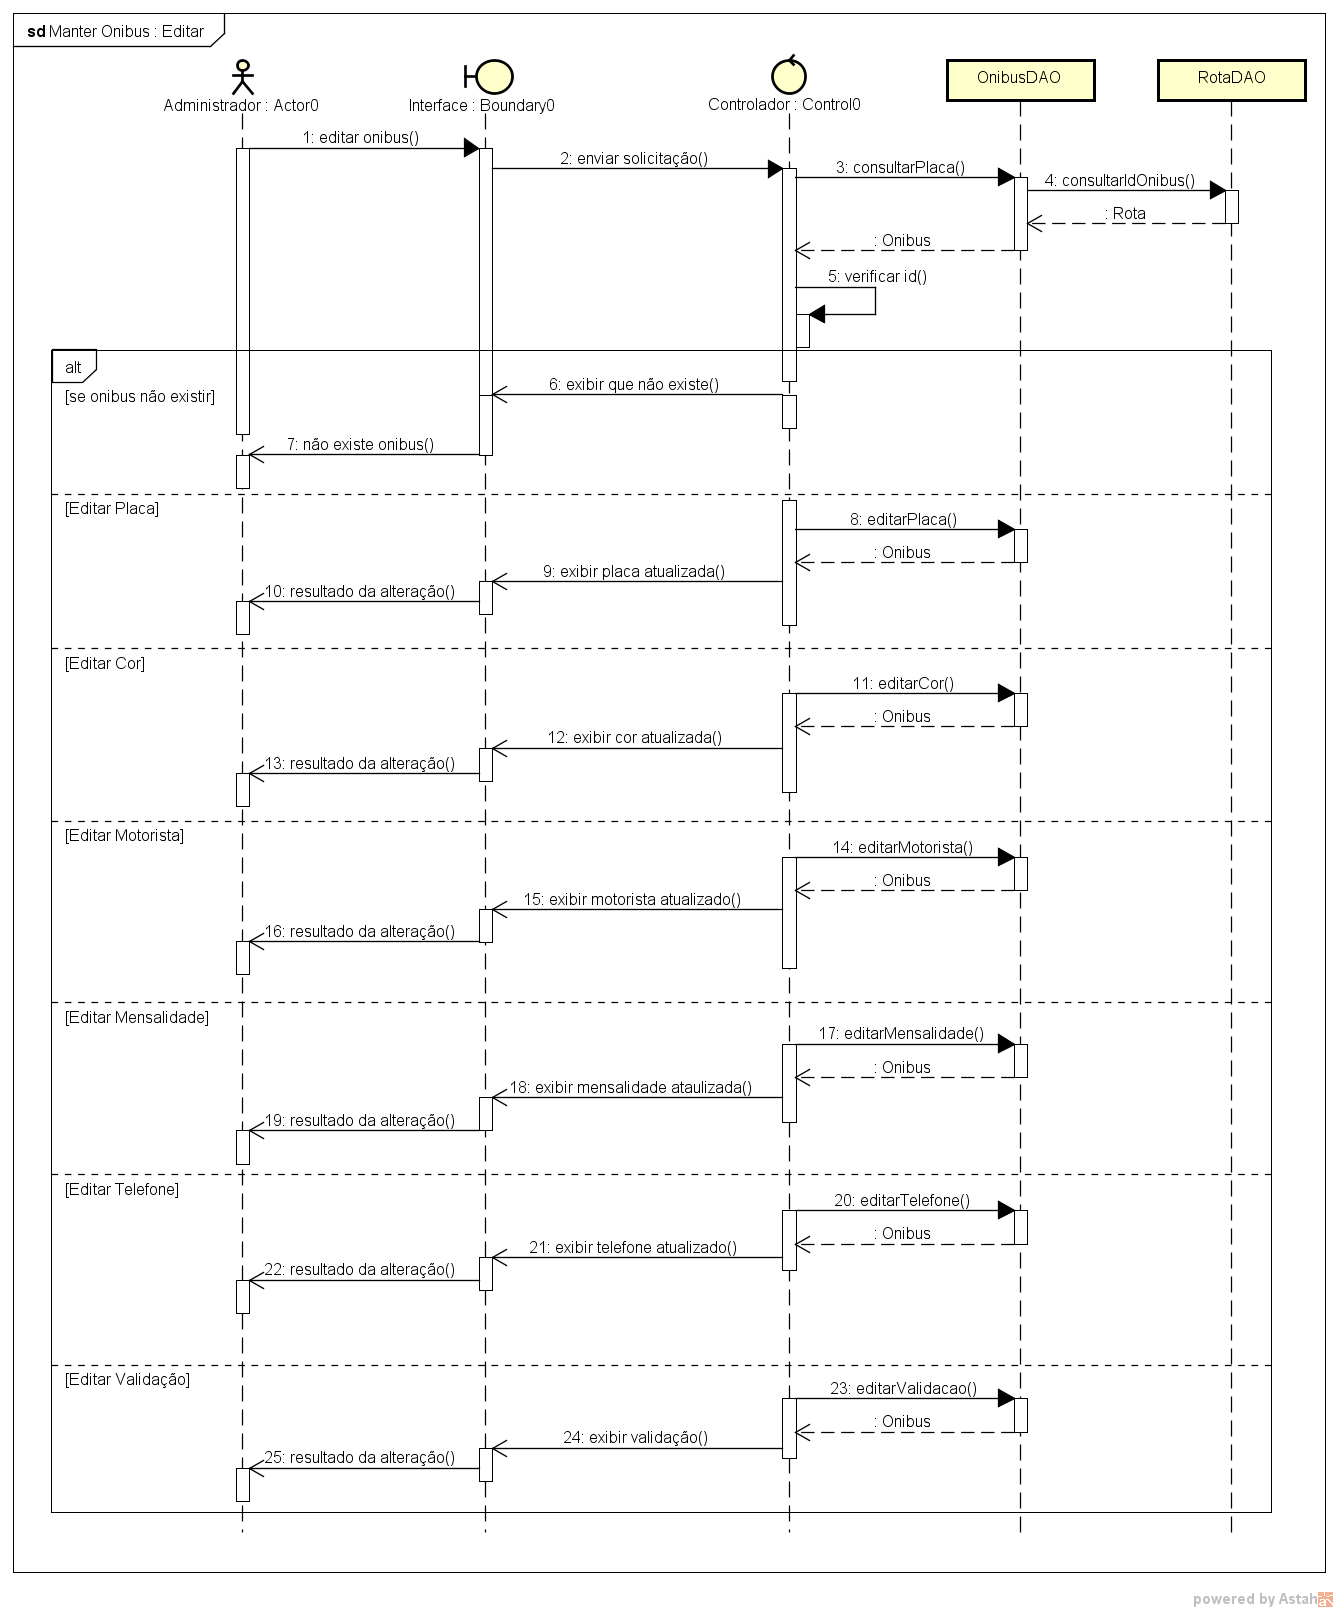 sd Manter Onibus : Editar
Administrador : Actor0
Interface : Boundary0
Controlador : Control0
OnibusDAO
RotaDAO
1: editar onibus()
2: enviar solicitação()
3: consultarPlaca()
4: consultarIdOnibus()
: Rota
: Onibus
5: verificar id()
alt
[se onibus não existir]
6: exibir que não existe()
7: não existe onibus()
[Editar Placa]
8: editarPlaca()
: Onibus
9: exibir placa atualizada()
10: resultado da alteração()
[Editar Cor]
11: editarCor()
: Onibus
12: exibir cor atualizada()
13: resultado da alteração()
[Editar Motorista]
14: editarMotorista()
: Onibus
15: exibir motorista atualizado()
16: resultado da alteração()
[Editar Mensalidade]
17: editarMensalidade()
: Onibus
18: exibir mensalidade ataulizada()
19: resultado da alteração()
[Editar Telefone]
20: editarTelefone()
: Onibus
21: exibir telefone atualizado()
22: resultado da alteração()
[Editar Validação]
23: editarValidacao()
: Onibus
24: exibir validação()
25: resultado da alteração()
powered by Astah